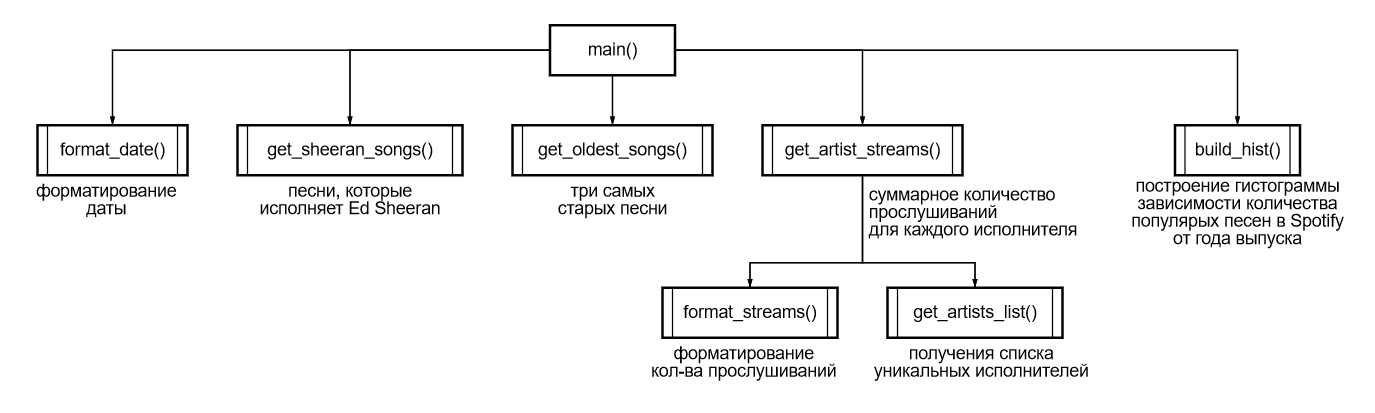 main()
format_date()
форматирование
даты
get_sheeran_songs()
песни, которые
исполняет Ed Sheeran
get_oldest_songs()
три самых
старых песни
get_artist_streams()
суммарное количество
прослушиваний
для каждого исполнителя
build_hist()
построение гистограммы
зависимости количества
популярых песен в Spotify
от года выпуска
format_streams()
форматирование
кол-ва прослушиваний
get_artists_list()
получения списка
уникальных исполнителей